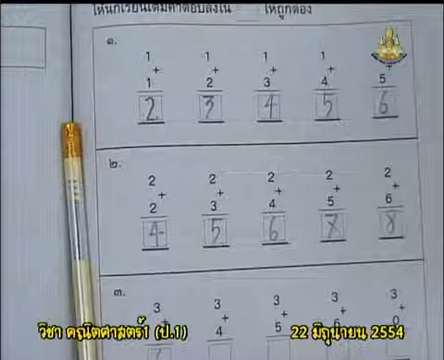 ให้นักเรียนเติมคำตอบลงใน ให้ถูกต้อง
๑.
1 1 1 1
+ + + + +
1 2 3 4 5
2 3 4 5 6
๒.
2 2 2 2 2
+ + + + +
2 3 4 5 6
4 5 6 7 8
๓.
3 3 3 3 3
+ + + + +
3 4 5
วิชา คณิตศาสตร์1 (ป.1) 22 มิถุนายน 2554